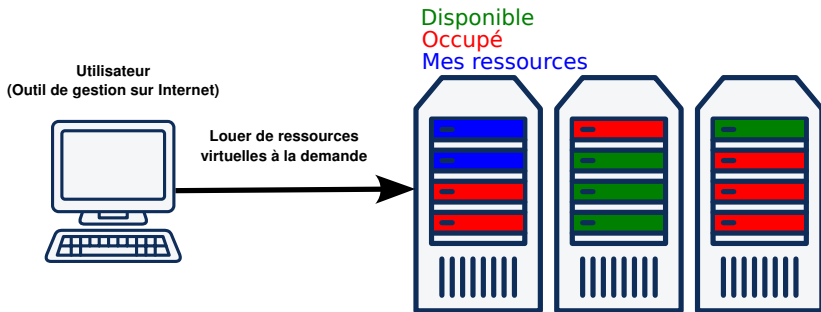 Disponible
Occupé
Mes ressources
Utilisateur
(Outil de gestion sur Internet)
Louer de ressources
virtuelles à la demande